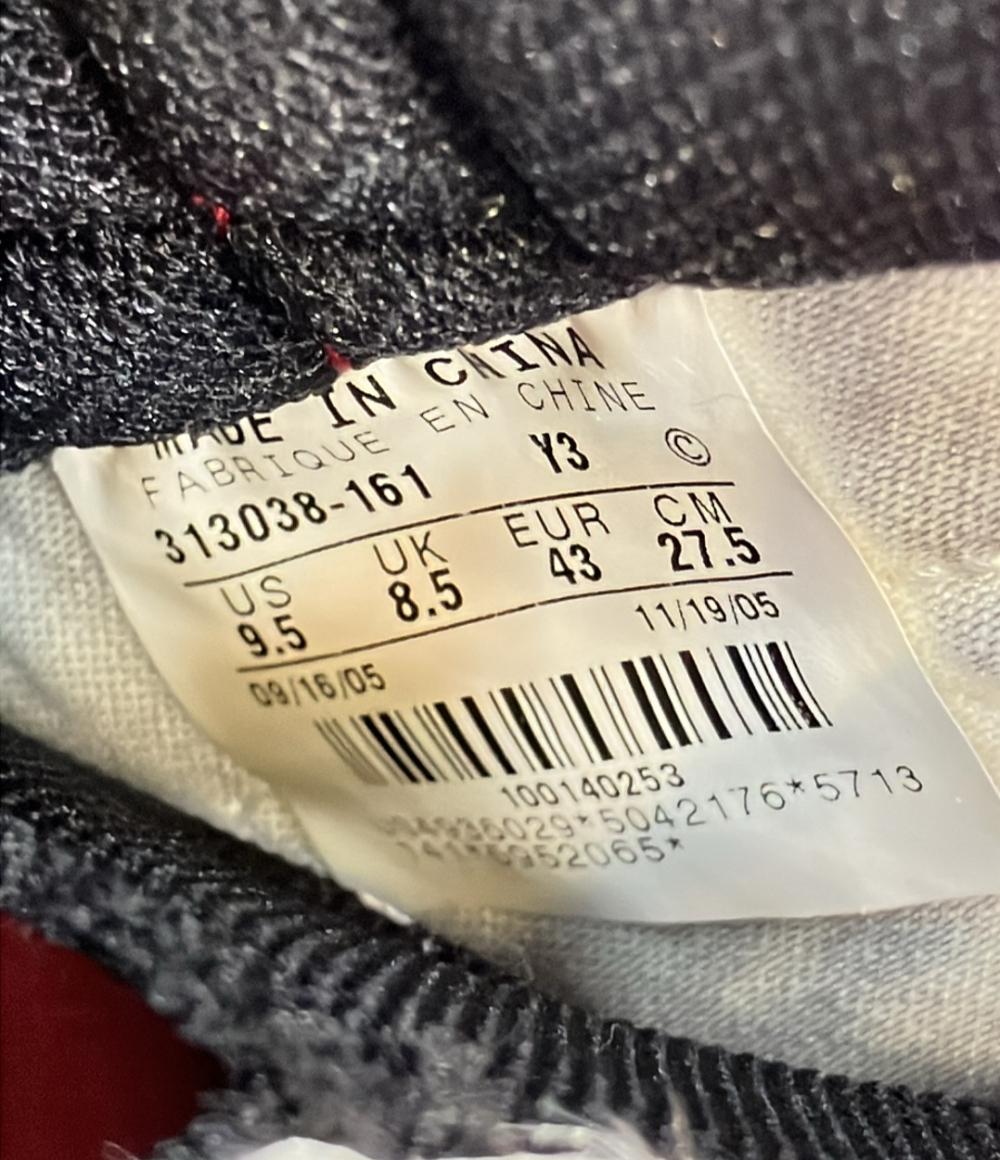 MADE IN CHINA
FABRIQUE EN CHINE
313038-161 Y3 ©
US UK EUR CM
9.5 8.5 43 27.5
09/16/05 11/19/05
100140253
*5042176*5713